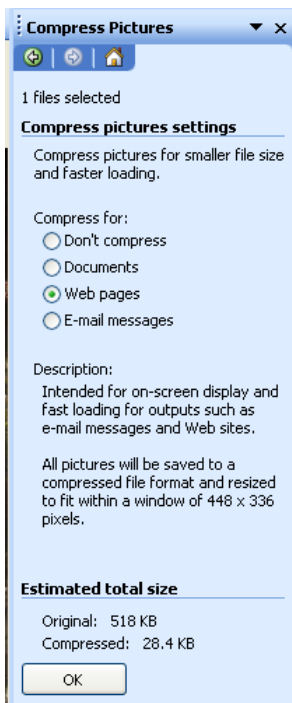 Compress Pictures
1 files selected
Compress pictures settings
Compress pictures for smaller file size
and faster loading.
Compress for:
Don't compress
Documents
Web pages
E-mail messages
Description:
Intended for on-screen display and
fast loading for outputs such as
e-mail messages and Web sites.
All pictures will be saved to a
compressed file format and resized
to fit within a window of 448 x 336
pixels.
Estimated total size
Original: 518 KB
Compressed: 28.4 KB
OK